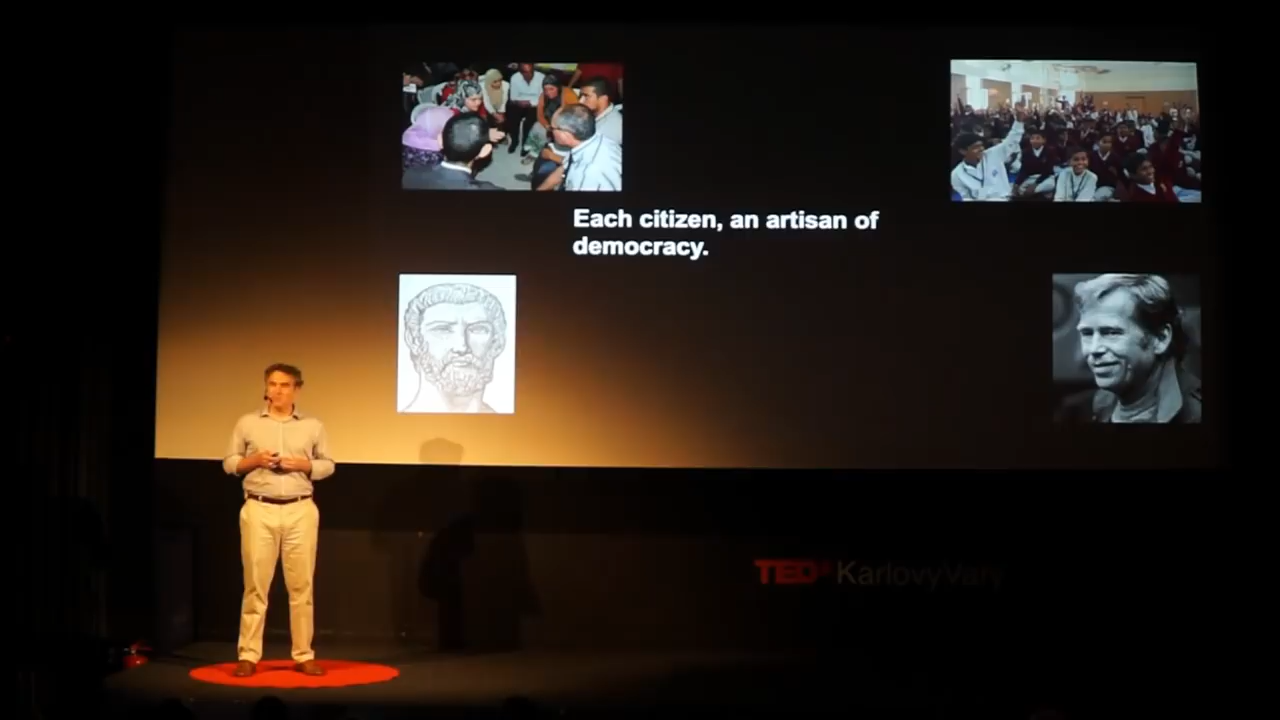 Each citizen, an artisan of
democracy.
TEDx KarlovyVary